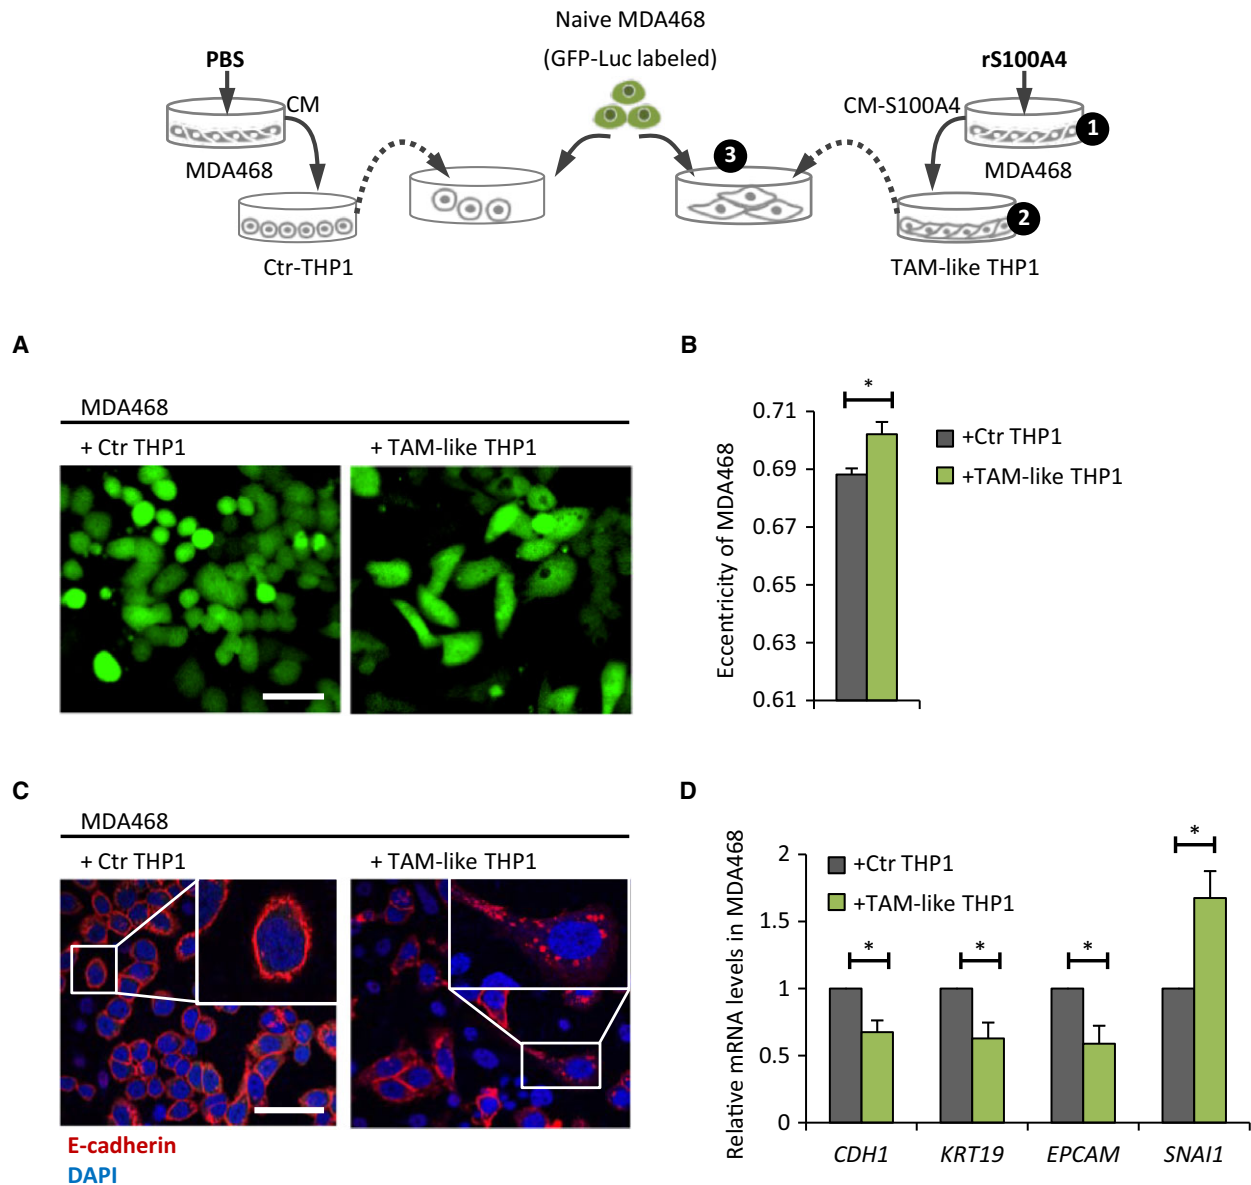 Naive MDA468
(GFP-Luc labeled)
PBS
rS100A4
CM
CM-S100A4
1
MDA468
3
MDA468
2
Ctr-THP1
TAM-like THP1
A
MDA468
+ Ctr THP1
+ TAM-like THP1
B
Eccentricity of MDA468
0.71
0.69
0.67
0.65
0.63
0.61
*
+Ctr THP1
+TAM-like THP1
C
MDA468
+ Ctr THP1
+ TAM-like THP1
E-cadherin
DAPI
D
Relative mRNA levels in MDA468
2
1.5
1
0.5
0
+Ctr THP1
+TAM-like THP1
*
*
*
*
CDH1
KRT19
EPCAM
SNAI1